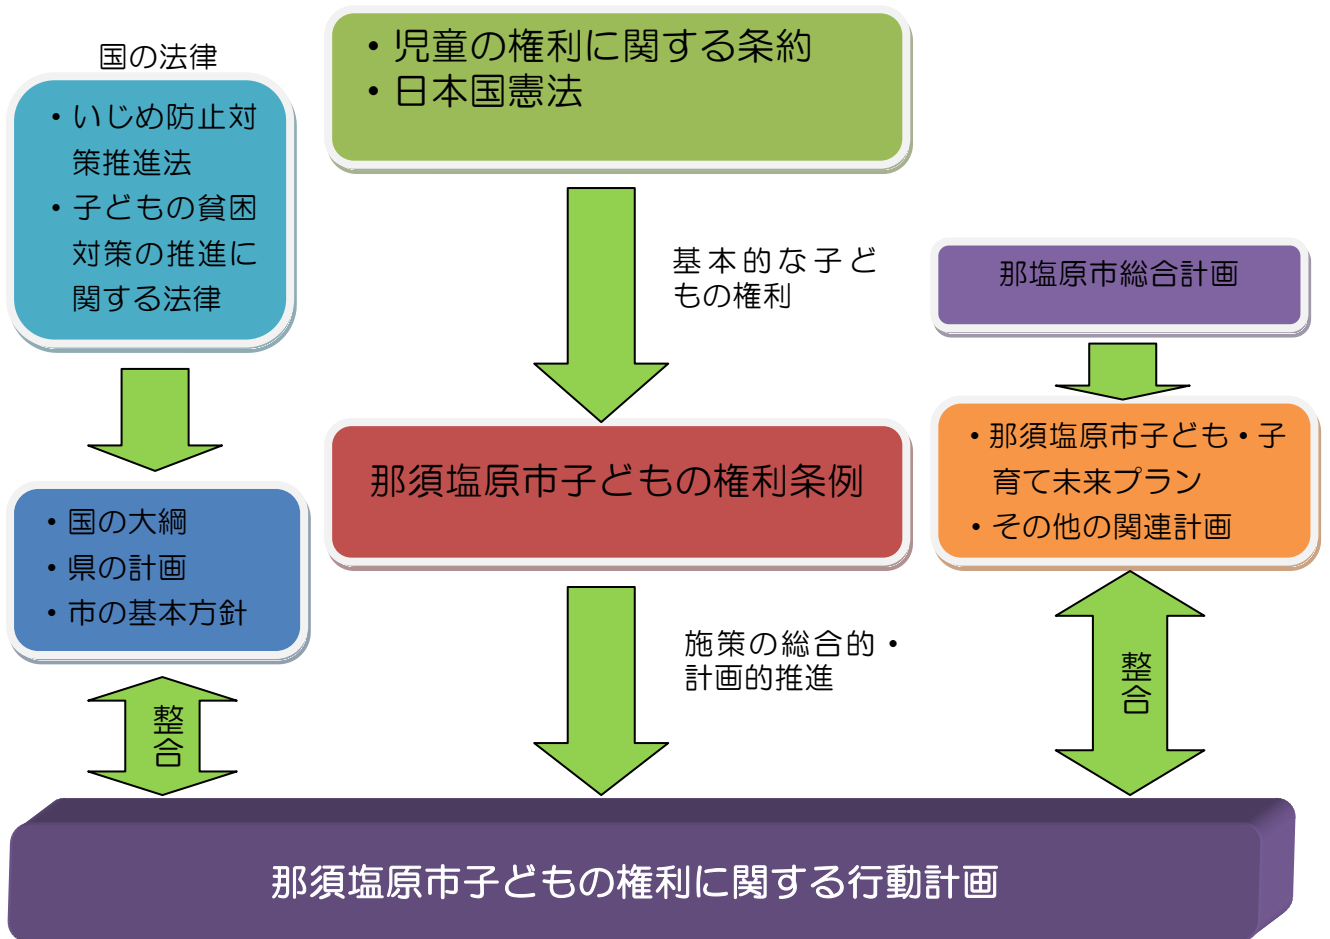 国の法律
・いじめ防止対
策推進法
・子どもの貧困
対策の推進に
関する法律
・児童の権利に関する条約
・日本国憲法
基本的な子ど
もの権利
那塩原市総合計画
・国の大綱
・県の計画
・市の基本方針
那須塩原市子どもの権利条例
・那須塩原市子ども・子
育て未来プラン
・その他の関連計画
整合
施策の総合的・
計画的推進
整合
那須塩原市子どもの権利に関する行動計画